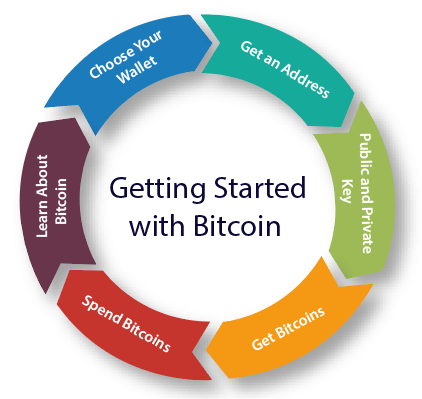 Getting Started
with Bitcoin
Choose Your
Wallet
Get an Address
Public and Private
Key
Get Bitcoins
Spend Bitcoins
Learn About
Bitcoin